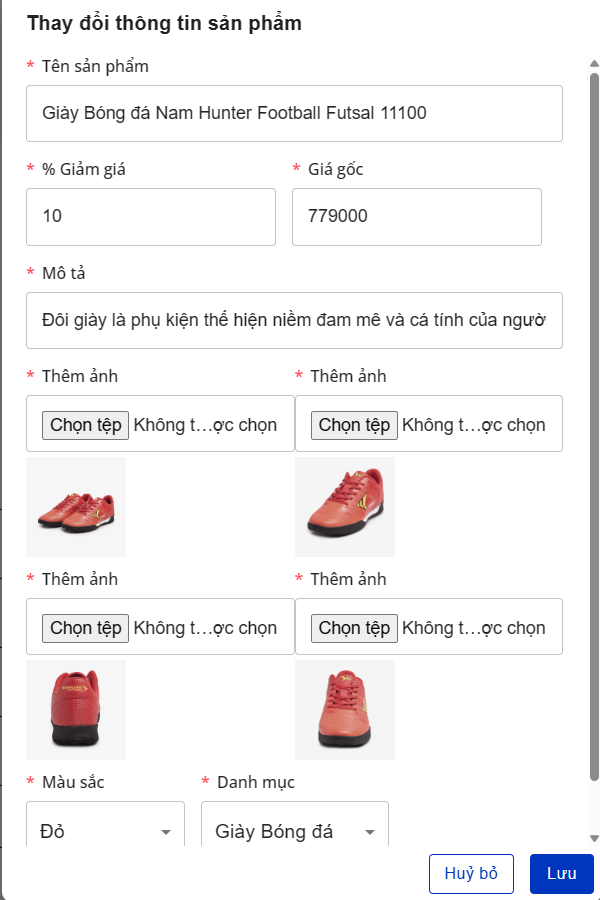 Thay đổi thông tin sản phẩm
* Tên sản phẩm
Giày Bóng đá Nam Hunter Football Futsal 11100
* % Giảm giá * Giá gốc
10 779000
* Mô tả
Đôi giày là phụ kiện thể hiện niềm đam mê và cá tính của ngườ
* Thêm ảnh * Thêm ảnh
Chọn tệp Không t...ợc chọn Chọn tệp Không t...ợc chọn
* Thêm ảnh * Thêm ảnh
Chọn tệp Không t...ợc chọn Chọn tệp Không t...ợc chọn
* Màu sắc * Danh mục
Đỏ Giày Bóng đá
Huỷ bỏ Lưu